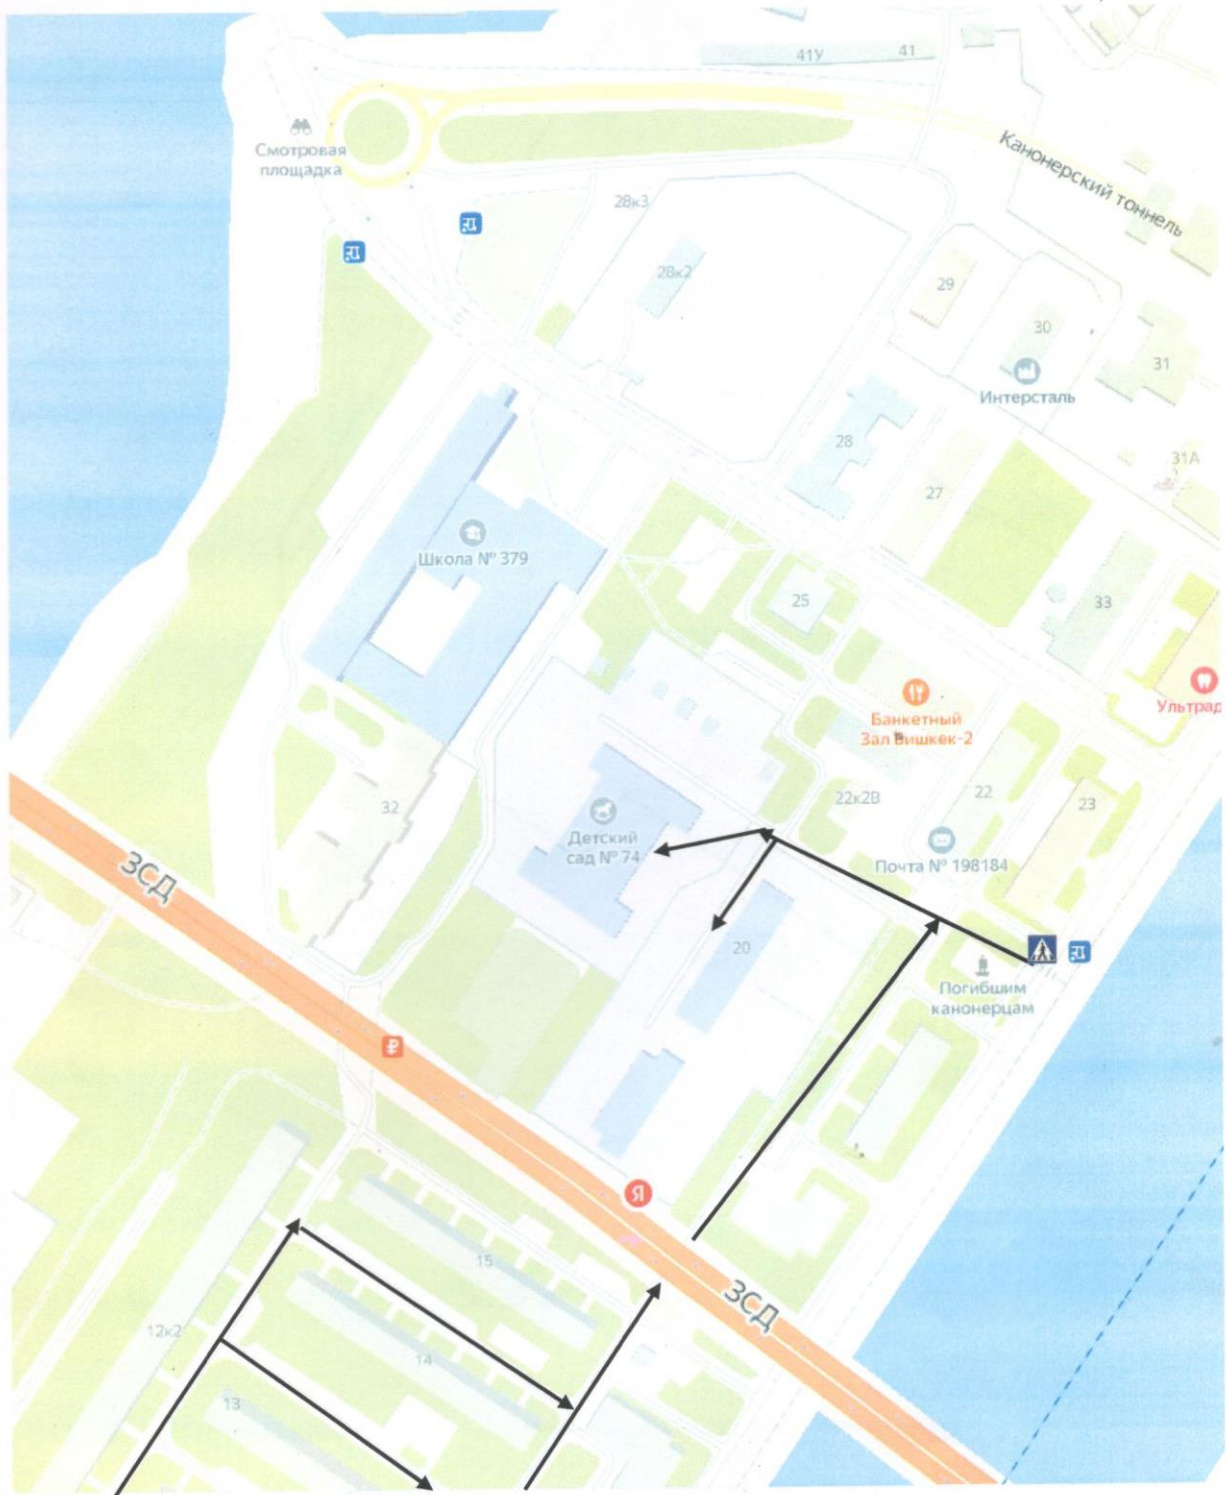 41У
41
Смотровая
площадка
Канонерский тоннель
28к3
28к2
29
30
31
Интерсталь
28
31А
27
Школа № 379
25
33
Ультрад
Банкетный
Зал Вишкек-2
22к2В
22
23
32
Детский
сад № 74
Почта № 198184
ЗСД
20
Погибшим
канонерцам
₽
Я
15
ЗСД
12к2
14
13